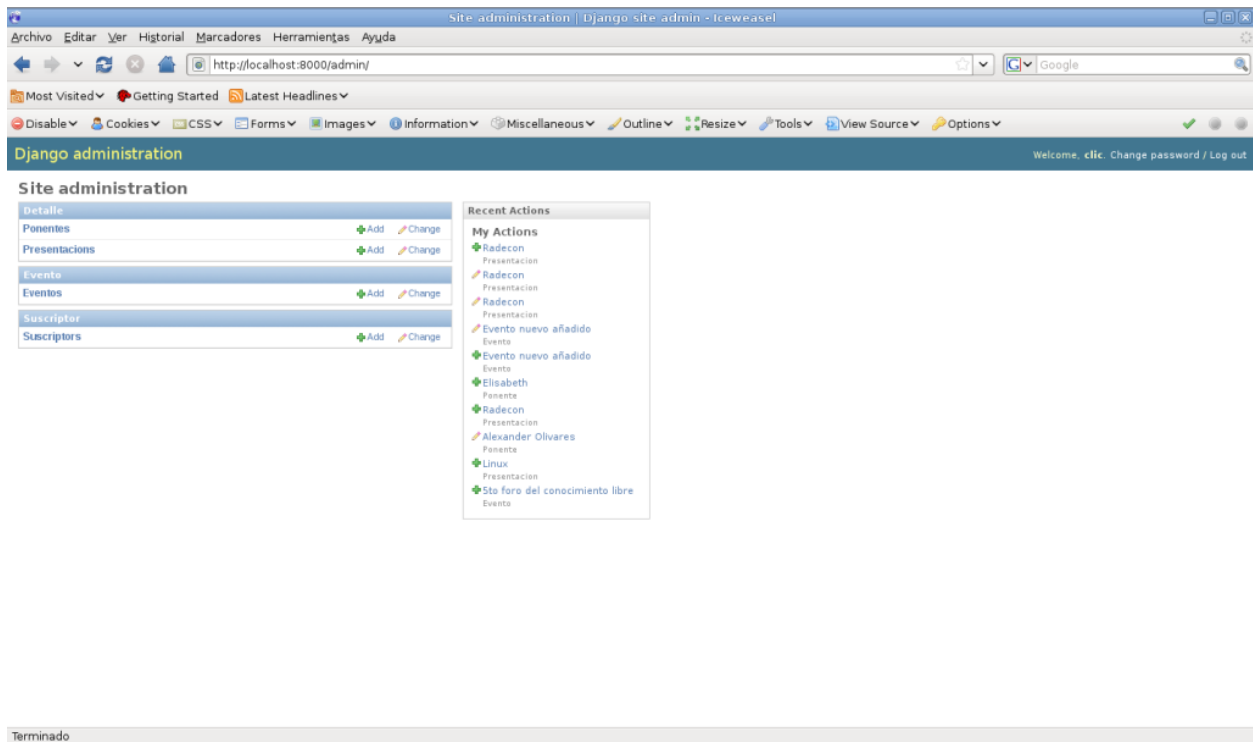 Site administration | Django site admin - Iceweasel
Archivo Editar Ver Historial Marcadores Herramientas Ayuda
http://localhost:8000/admin/ G Google
Most Visited Getting Started Latest Headlines
Disable Cookies CSS Forms Images Information Miscellaneous Outline Resize Tools View Source Options
Django administration Welcome, clic. Change password / Log out
Site administration
Detalle
Ponentes Add Change
Presentacions Add Change
Evento
Eventos Add Change
Suscriptor
Suscriptors Add Change
Recent Actions
My Actions
Radecon
Presentacion
Radecon
Presentacion
Radecon
Presentacion
Evento nuevo añadido
Evento
Evento nuevo añadido
Evento
Elisabeth
Ponente
Radecon
Presentacion
Alexander Olivares
Ponente
Linux
Presentacion
5to foro del conocimiento libre
Evento
Terminado